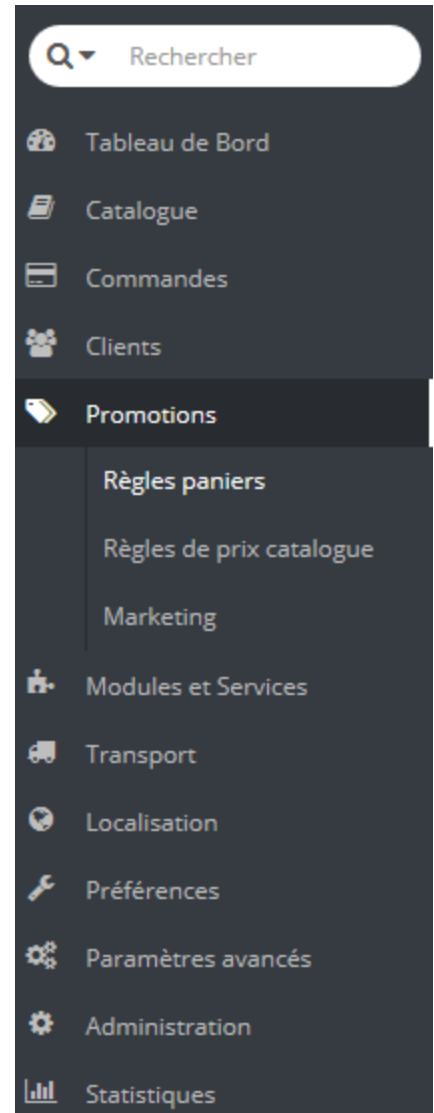 Rechercher
Tableau de Bord
Catalogue
Commandes
Clients
Promotions
Règles paniers
Règles de prix catalogue
Marketing
Modules et Services
Transport
Localisation
Préférences
Paramètres avancés
Administration
Statistiques